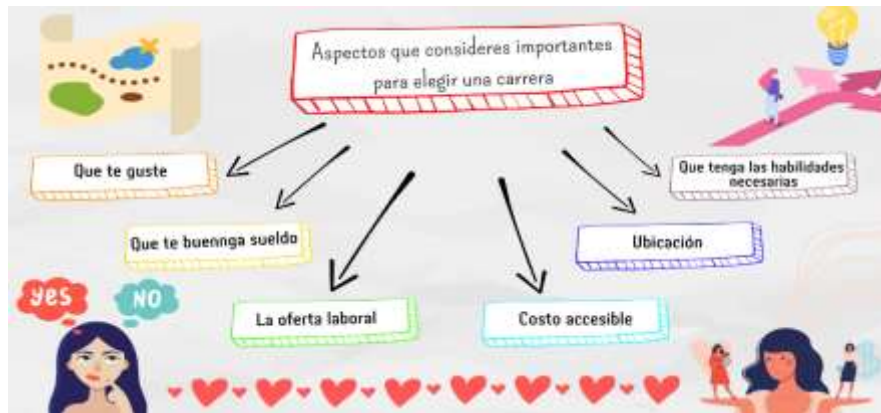 Aspectos que consideres importantes
para elegir una carrera
Que te guste
Que tenga las habilidades
necesarias
Que te buennga sueldo
Ubicación
La oferta laboral
Costo accesible
yes
NO